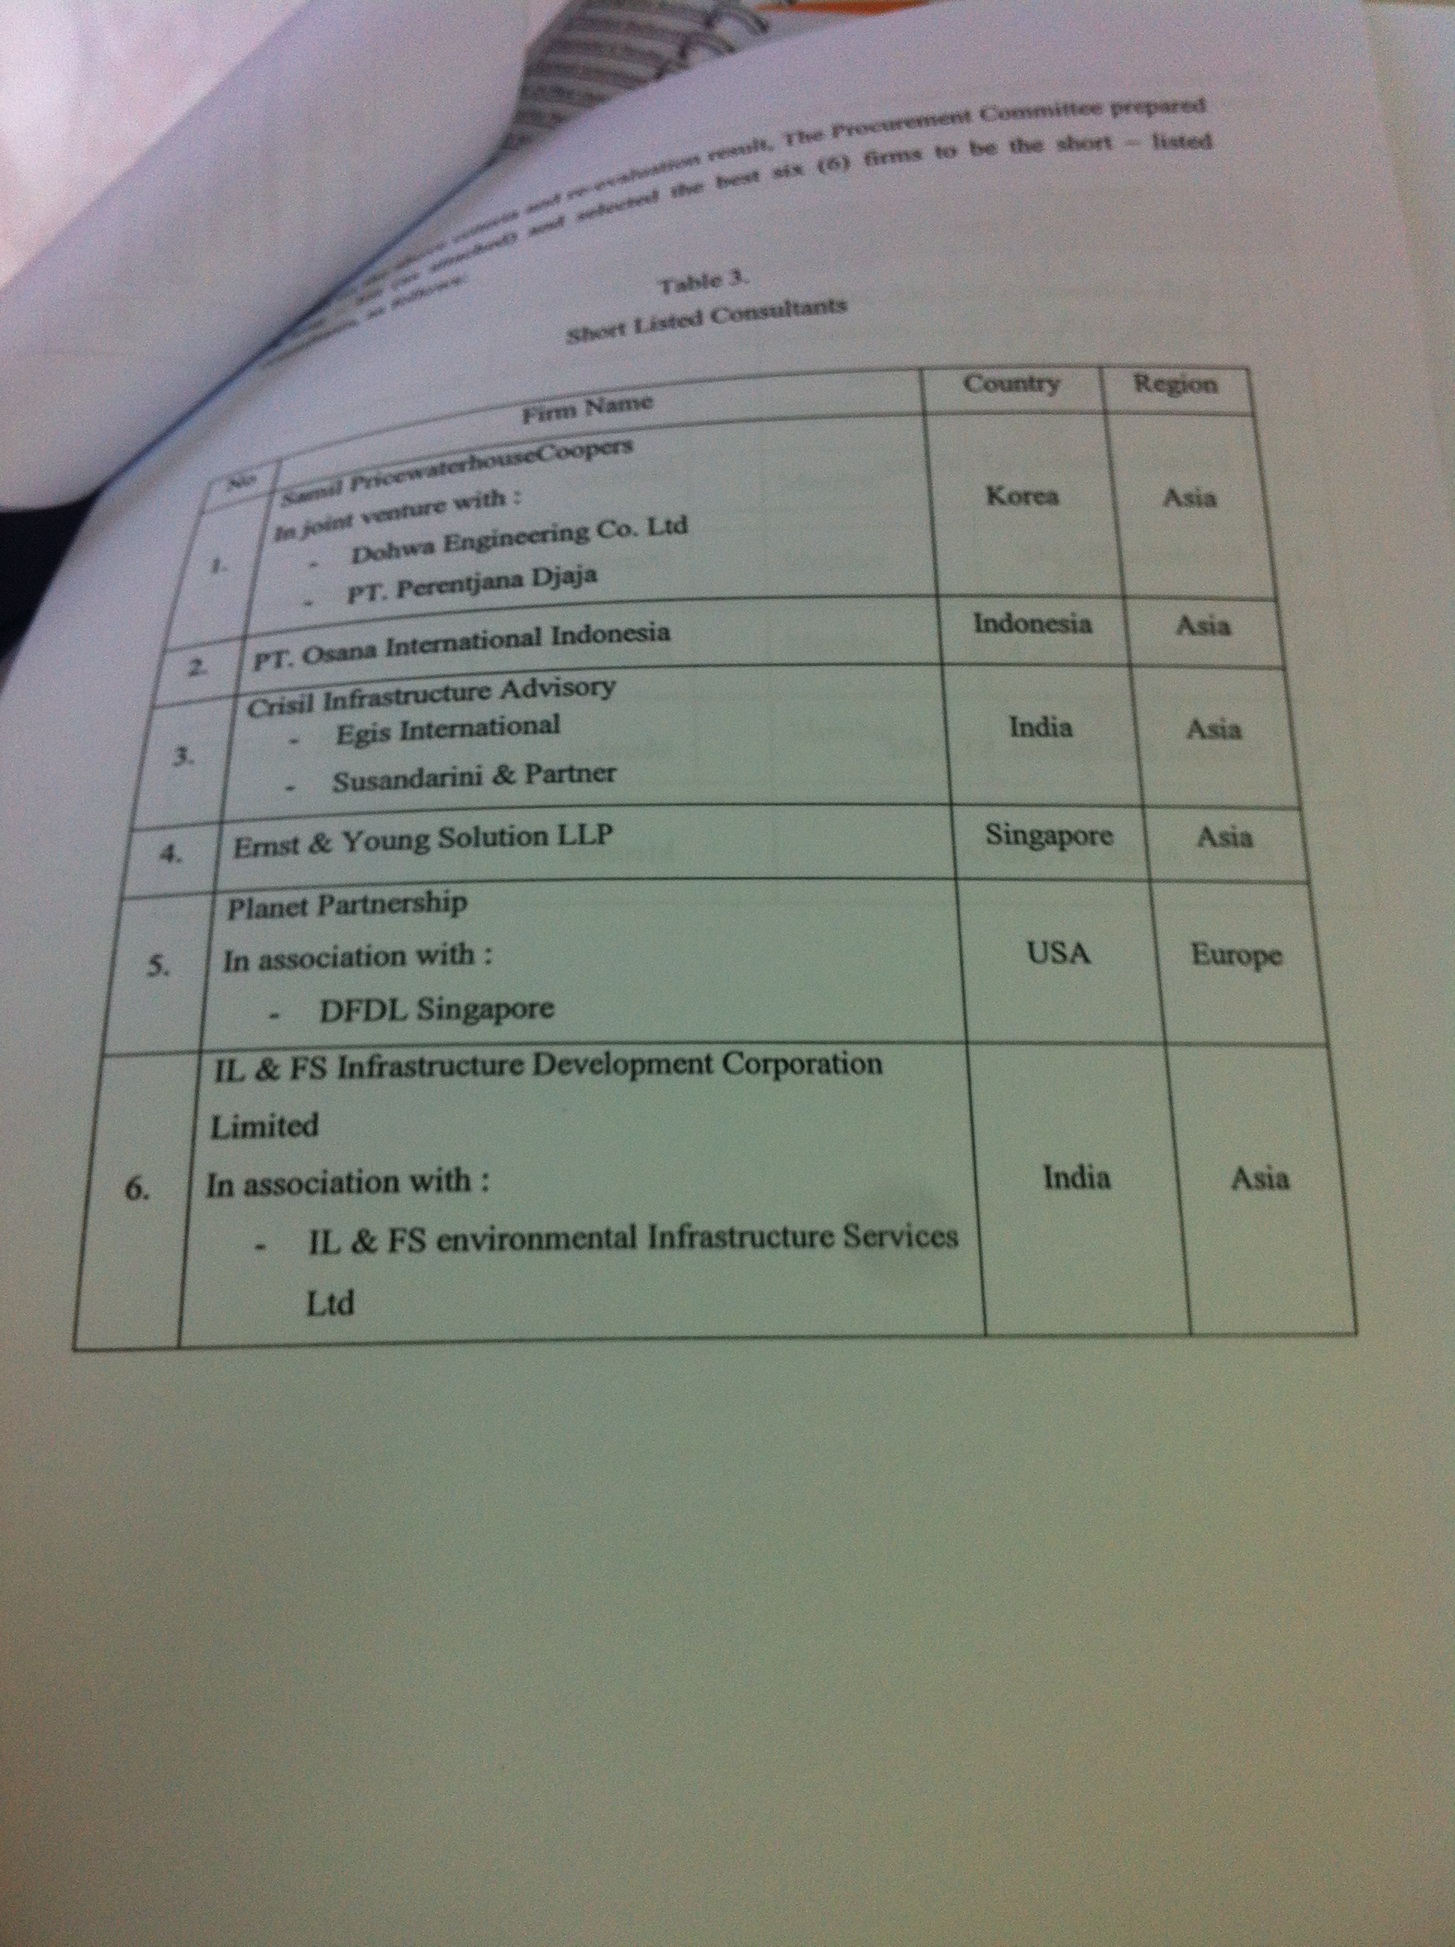 criteria and re-evaluation result, The Procurement Committee prepared
(as attached) and selected the best six (6) firms to be the short – listed
as follows:
Table 3.
Short Listed Consultants
No Firm Name Country Region
1. Samil PricewaterhouseCoopers
In joint venture with :
- Dohwa Engineering Co. Ltd
- PT. Perentjana Djaja
Korea Asia
2. PT. Osana International Indonesia Indonesia Asia
3. Crisil Infrastructure Advisory
- Egis International
- Susandarini & Partner
India Asia
4. Ernst & Young Solution LLP Singapore Asia
5. Planet Partnership
In association with :
- DFDL Singapore
USA Europe
6. IL & FS Infrastructure Development Corporation
Limited
In association with :
- IL & FS environmental Infrastructure Services
Ltd
India Asia